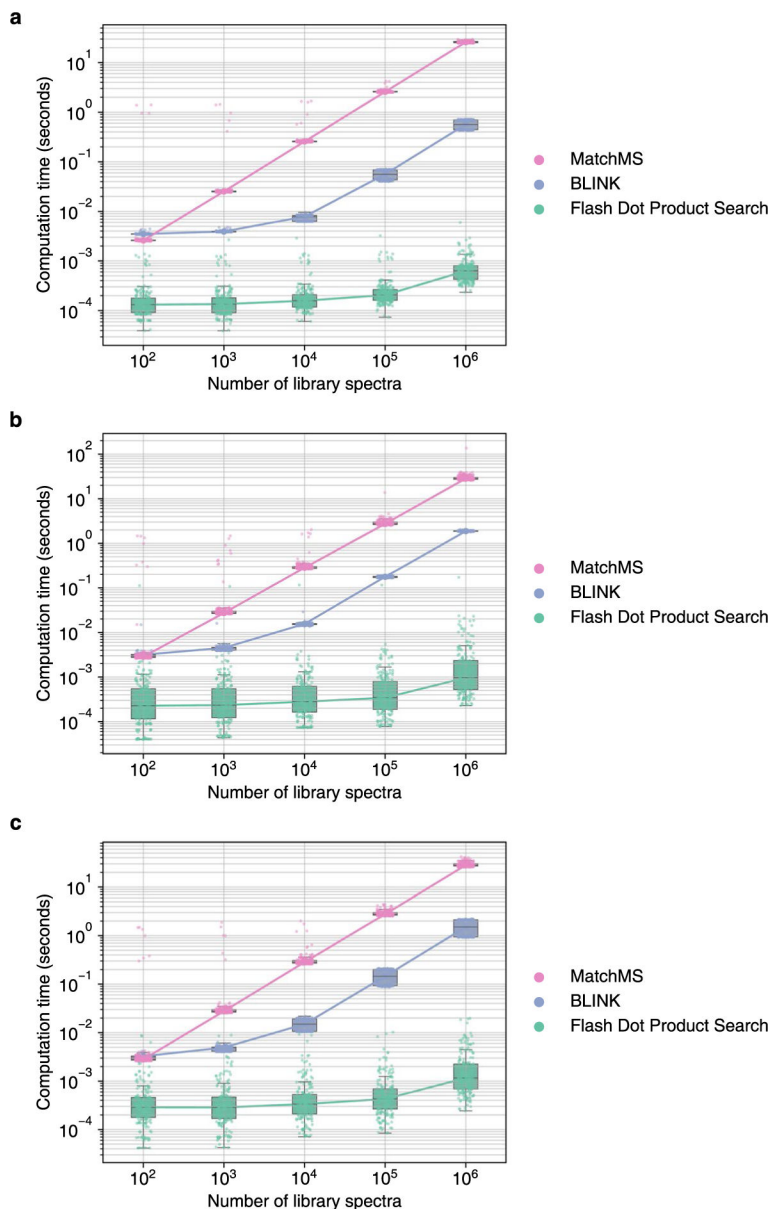 a
Computation time (seconds)
10¹
10⁰
10⁻¹
10⁻²
10⁻³
10⁻⁴
10² 10³ 10⁴ 10⁵ 10⁶
Number of library spectra
MatchMS
BLINK
Flash Dot Product Search
b
Computation time (seconds)
10²
10¹
10⁰
10⁻¹
10⁻²
10⁻³
10⁻⁴
10² 10³ 10⁴ 10⁵ 10⁶
Number of library spectra
MatchMS
BLINK
Flash Dot Product Search
c
Computation time (seconds)
10¹
10⁰
10⁻¹
10⁻²
10⁻³
10⁻⁴
10² 10³ 10⁴ 10⁵ 10⁶
Number of library spectra
MatchMS
BLINK
Flash Dot Product Search